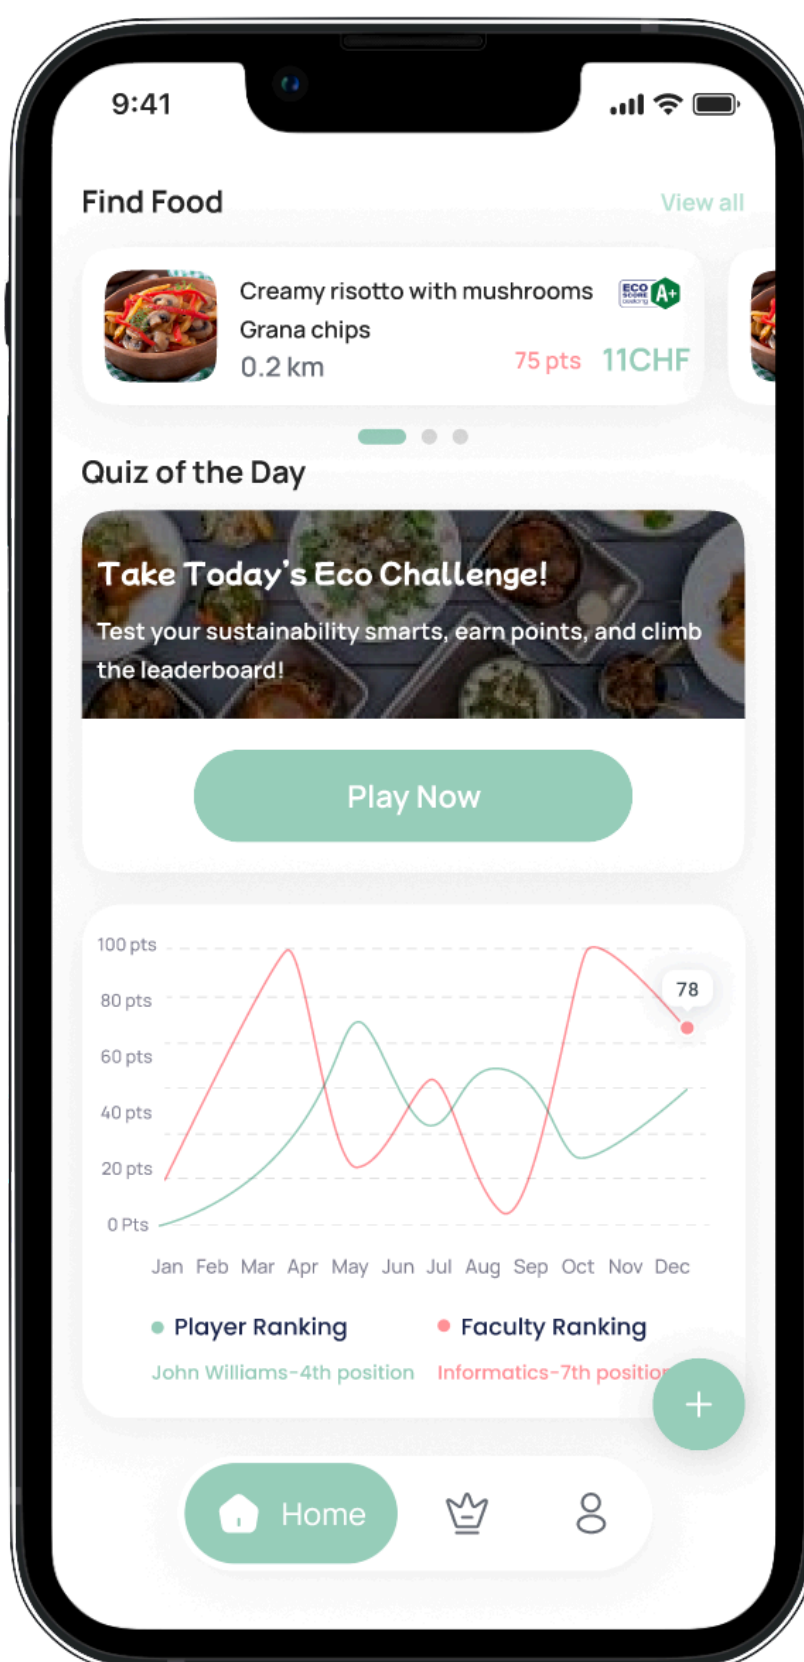 9:41
Find Food
View all
Creamy risotto with mushrooms
ECO
SCORE
A+
Grana chips
0.2 km
75 pts
11CHF
Quiz of the Day
Take Today's Eco Challenge!
Test your sustainability smarts, earn points, and climb
the leaderboard!
Play Now
100 pts
80 pts
78
60 pts
40 pts
20 pts
0 Pts
Jan Feb Mar Apr May Jun Jul Aug Sep Oct Nov Dec
Player Ranking
Faculty Ranking
John Williams-4th position
Informatics-7th position
+
Home